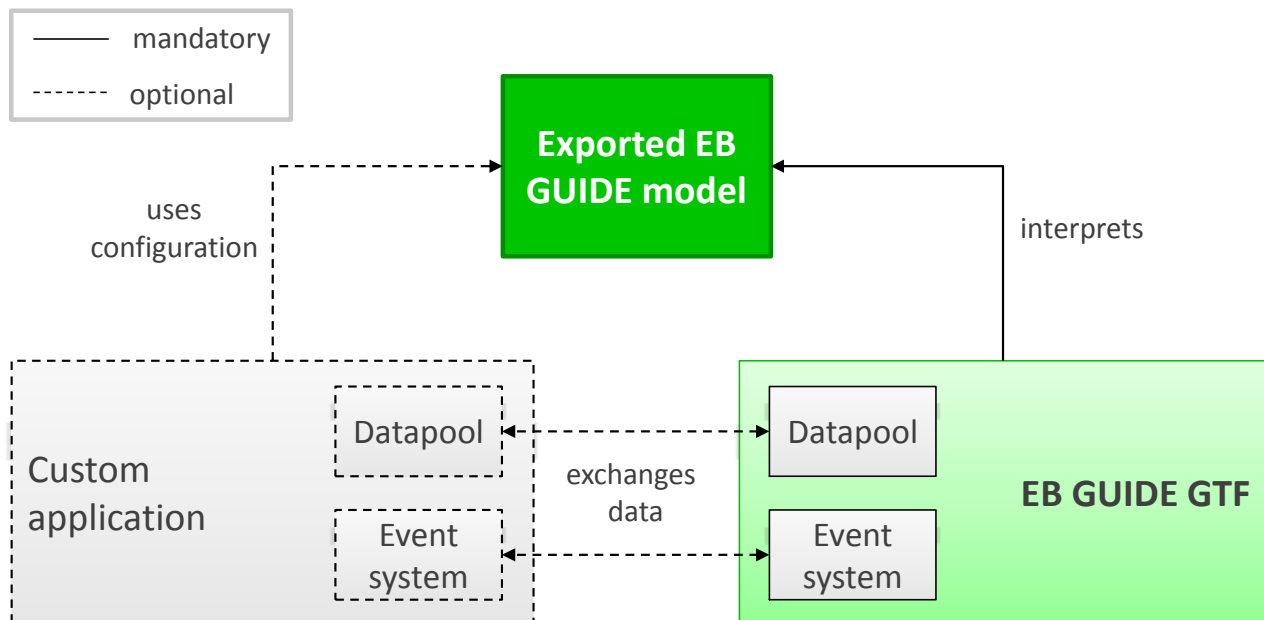 mandatory
optional
Exported EB
GUIDE model
uses
configuration
interprets
Datapool
Datapool
Custom
application
exchanges
data
EB GUIDE GTF
Event
system
Event
system